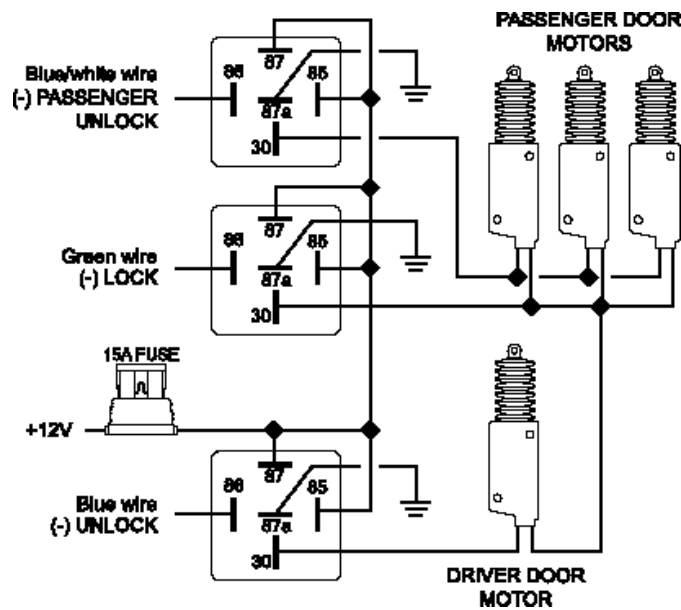 PASSENGER DOOR
MOTORS
Blue/white wire
(-) PASSENGER
UNLOCK
86
87
85
87a
30
Green wire
(-) LOCK
86
87
85
87a
30
15A FUSE
+12V
Blue wire
(-) UNLOCK
86
87
85
87a
30
DRIVER DOOR
MOTOR